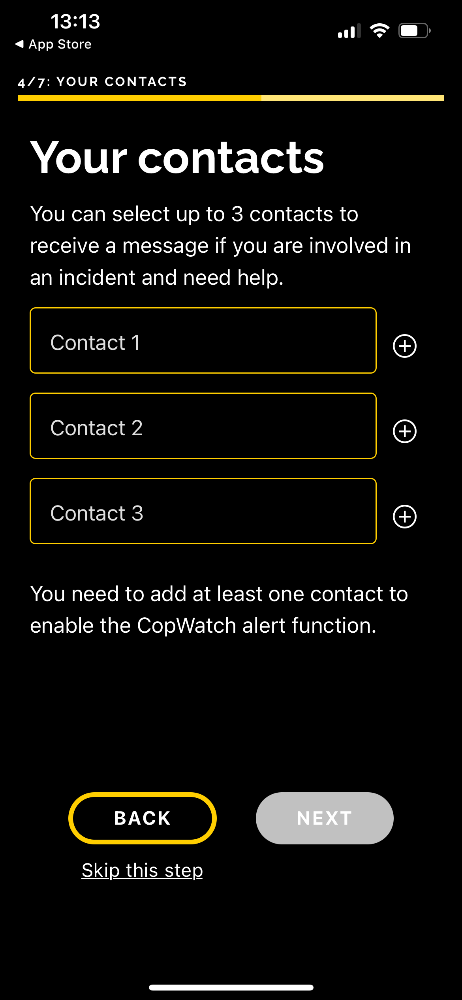 13:13
App Store
4/7: YOUR CONTACTS
Your contacts
You can select up to 3 contacts to
receive a message if you are involved in
an incident and need help.
Contact 1
Contact 2
Contact 3
You need to add at least one contact to
enable the CopWatch alert function.
BACK
NEXT
Skip this step